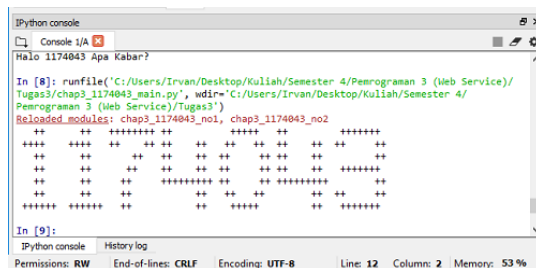 IPython console
Console 1/A
Halo 1174043 Apa Kabar?
In [8]: runfile('C:/Users/Irvan/Desktop/Kuliah/Semester 4/Pemrograman 3 (Web Service)/
Tugas3/chap3_1174043_main.py', wdir='C:/Users/Irvan/Desktop/Kuliah/Semester 4/
Pemrograman 3 (Web Service)/Tugas3')
Reloaded modules: chap3_1174043_no1, chap3_1174043_no2
++ ++ ++++++++ ++ +++++ ++ +++++++
++++ ++++ ++ ++ ++ ++ ++ ++ ++ ++ ++
++ ++ ++ ++ ++ ++ ++ ++ ++ ++
++ ++ ++ ++ ++ ++ ++ ++ ++ +++++++
++ ++ ++ +++++++++ ++ ++ +++++++++ ++
++ ++ ++ ++ ++ ++ ++ ++ ++
++++++ ++++++ ++ ++ +++++ ++ +++++++
In [9]:
IPython console History log
Permissions: RW End-of-lines: CRLF Encoding: UTF-8 Line: 12 Column: 2 Memory: 53 %